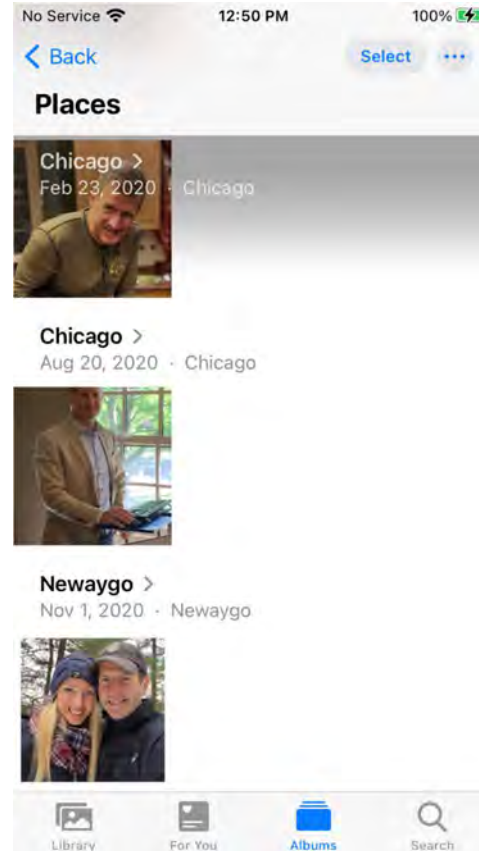 No Service 12:50 PM 100%
Back Select ...
Places
Chicago >
Feb 23, 2020 · Chicago
Chicago >
Aug 20, 2020 · Chicago
Newaygo >
Nov 1, 2020 · Newaygo
Library For You Albums Search